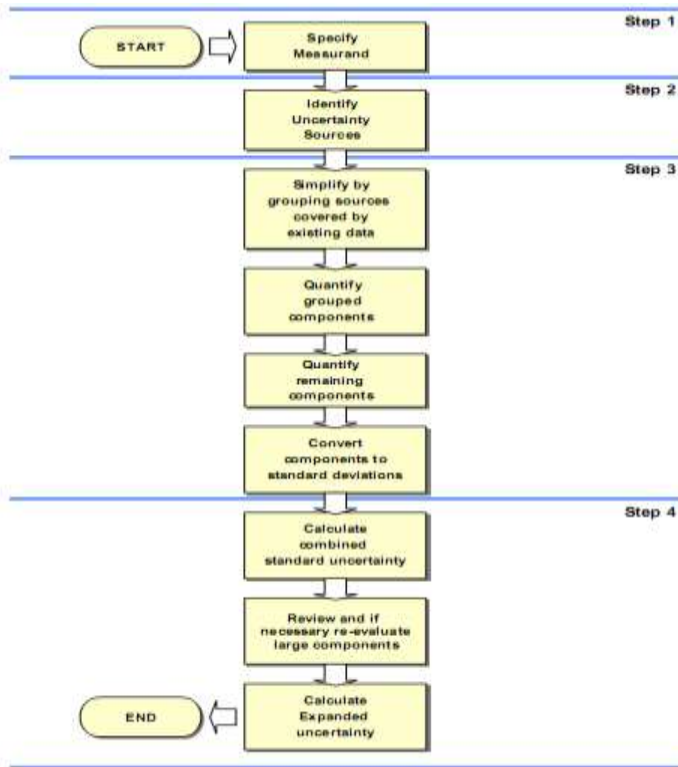 Step 1
START
Specify
Measurand
Step 2
Identify
Uncertainty
Sources
Step 3
Simplify by
grouping sources
covered by
existing data
Quantify
grouped
components
Quantify
remaining
components
Convert
components to
standard deviations
Step 4
Calculate
combined
standard uncertainty
Review and if
necessary re-evaluate
large components
END
Calculate
Expanded
uncertainty